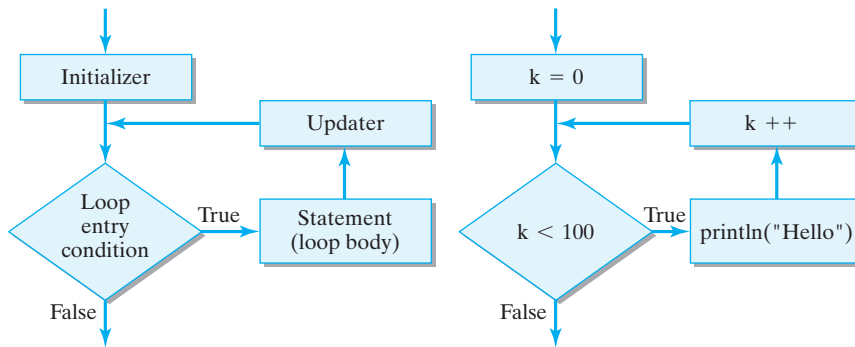 Initializer
Updater
Loop
entry
condition
True
Statement
(loop body)
False
k = 0
k ++
k < 100
True
println("Hello")
False